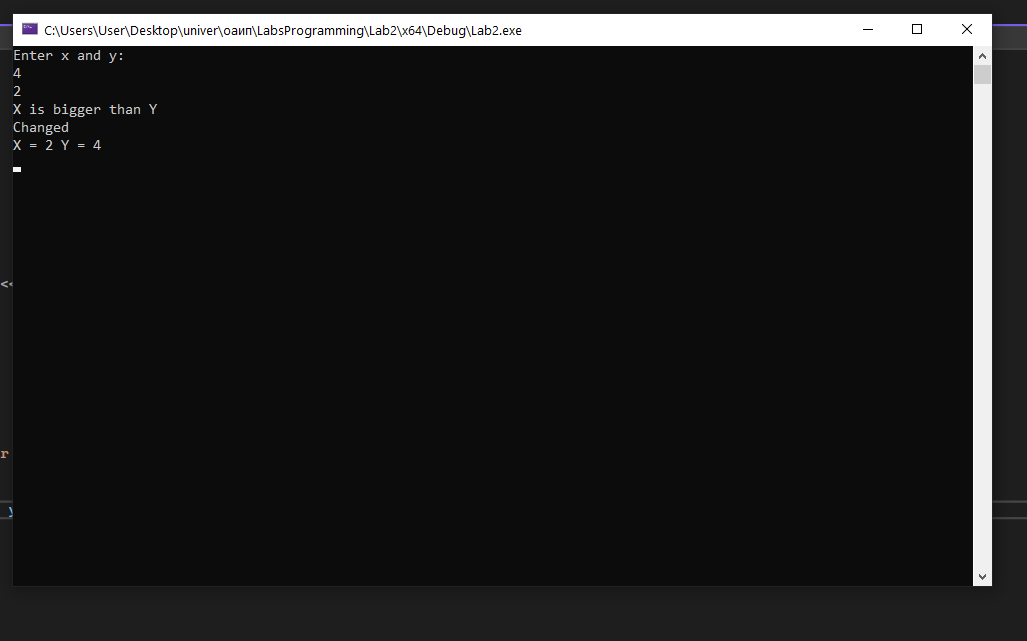 C:\Users\User\Desktop\univer\оаип\LabsProgramming\Lab2\x64\Debug\Lab2.exe
Enter x and y:
4
2
X is bigger than Y
Changed
X = 2 Y = 4
<<
r
y